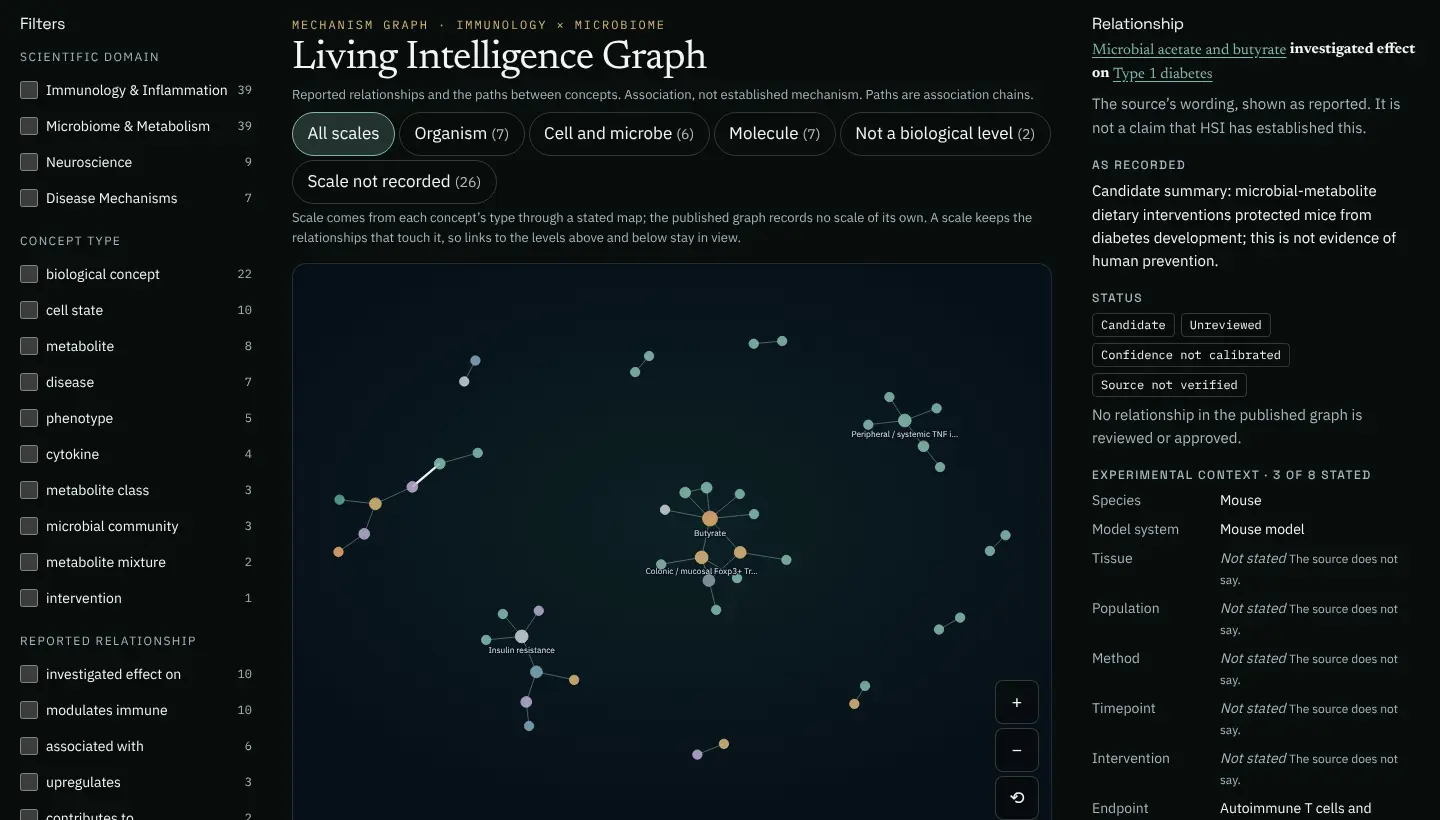 Filters
SCIENTIFIC DOMAIN
Immunology & Inflammation 39
Microbiome & Metabolism 39
Neuroscience 9
Disease Mechanisms 7
CONCEPT TYPE
biological concept 22
cell state 10
metabolite 8
disease 7
phenotype 5
cytokine 4
metabolite class 3
microbial community 3
metabolite mixture 2
intervention 1
REPORTED RELATIONSHIP
investigated effect on 10
modulates immune 10
associated with 6
upregulates 3
contributes to 2
MECHANISM GRAPH · IMMUNOLOGY × MICROBIOME
Living Intelligence Graph
Reported relationships and the paths between concepts. Association, not established mechanism. Paths are association chains.
All scales
Organism (7)
Cell and microbe (6)
Molecule (7)
Not a biological level (2)
Scale not recorded (26)
Scale comes from each concept’s type through a stated map; the published graph records no scale of its own. A scale keeps the
relationships that touch it, so links to the levels above and below stay in view.
Peripheral / systemic TNF i…
Butyrate
Colonic / mucosal Foxp3+ Tr…
Insulin resistance
+
−
⟲
Relationship
Microbial acetate and butyrate investigated effect
on Type 1 diabetes
The source’s wording, shown as reported. It is
not a claim that HSI has established this.
AS RECORDED
Candidate summary: microbial-metabolite
dietary interventions protected mice from
diabetes development; this is not evidence of
human prevention.
STATUS
Candidate
Unreviewed
Confidence not calibrated
Source not verified
No relationship in the published graph is
reviewed or approved.
EXPERIMENTAL CONTEXT · 3 OF 8 STATED
Species Mouse
Model system Mouse model
Tissue Not stated The source does not
say.
Population Not stated The source does not
say.
Method Not stated The source does not
say.
Timepoint Not stated The source does not
say.
Intervention Not stated The source does not
say.
Endpoint Autoimmune T cells and